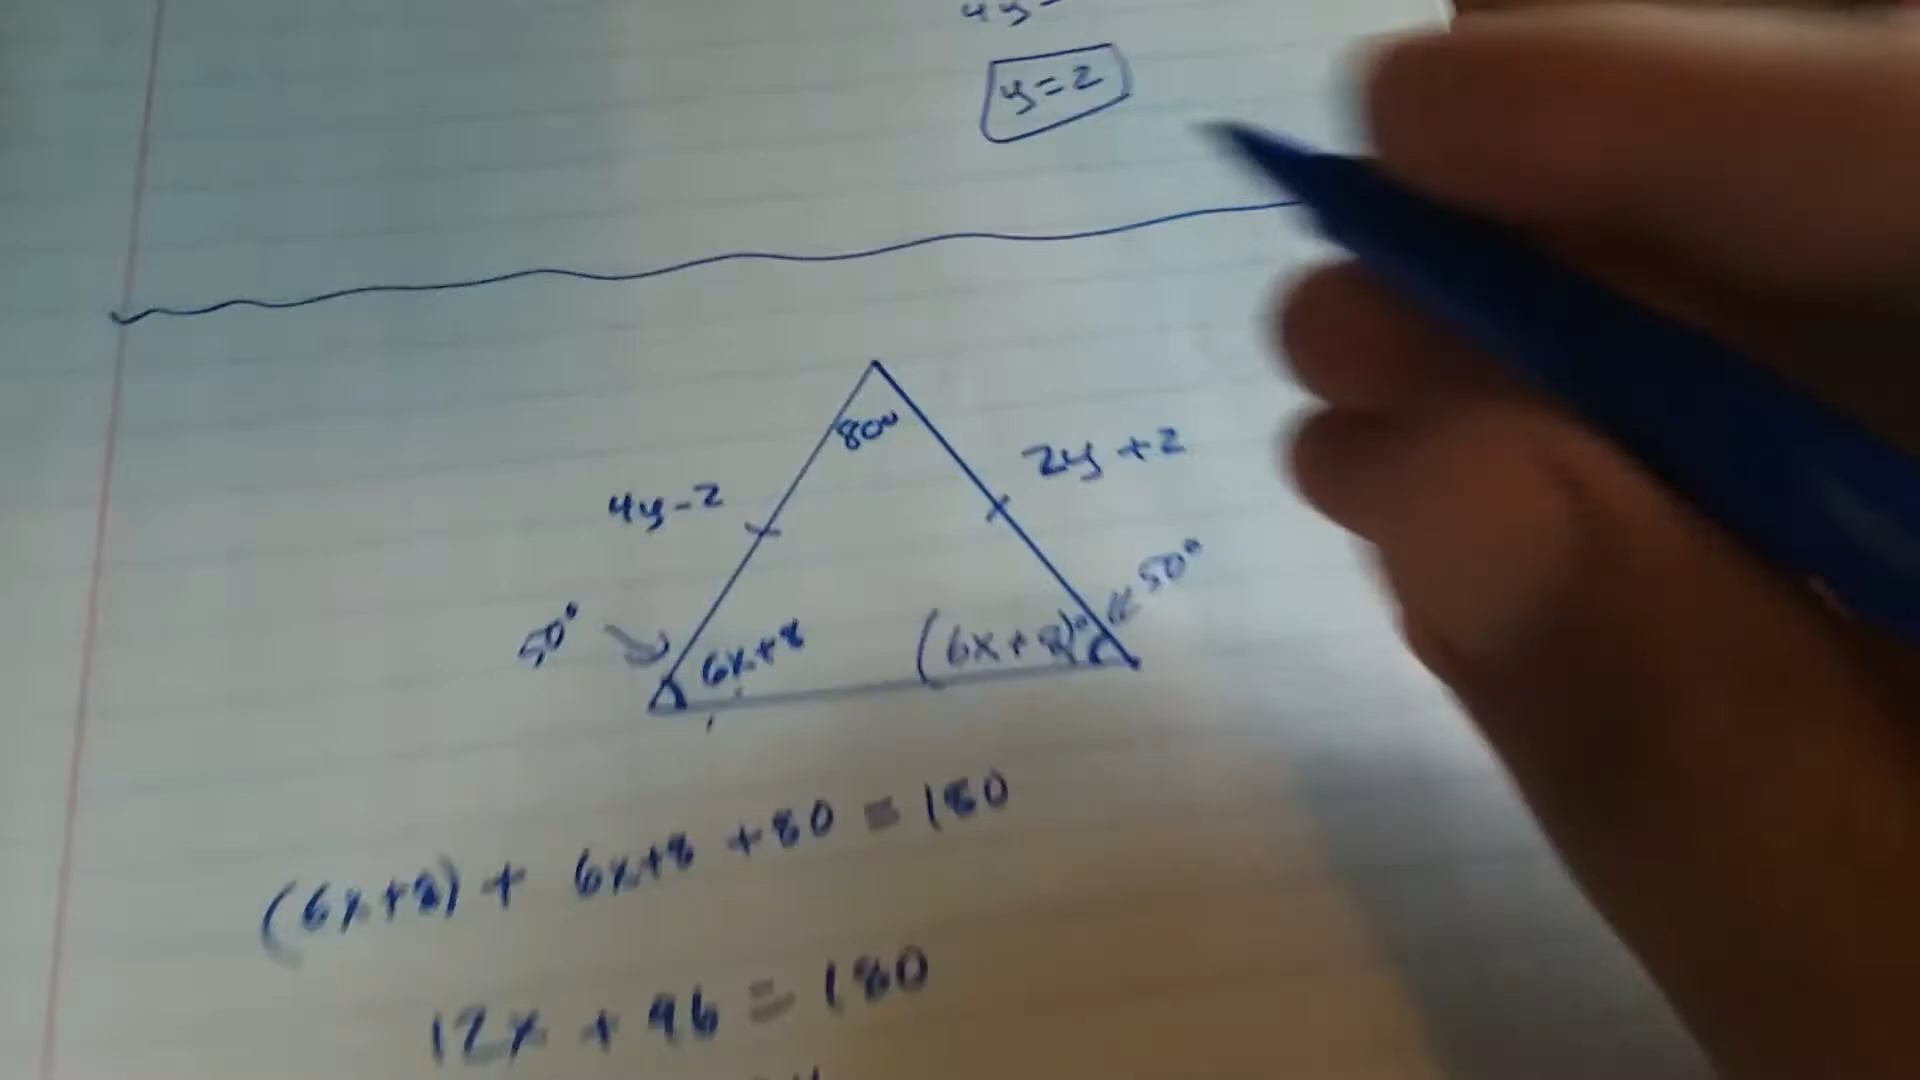 4y-
y=2
80°
2y+2
4y-2
50°
50°
6x+8
(6x+8)°
(6x+8) + 6x+8 +80 = 180
12x + 96 = 180